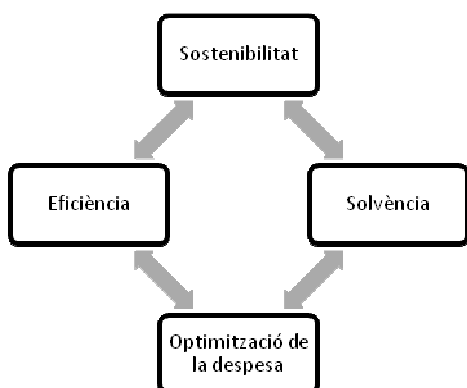 Sostenibilitat
Eficiència
Solvència
Optimització de
la despesa